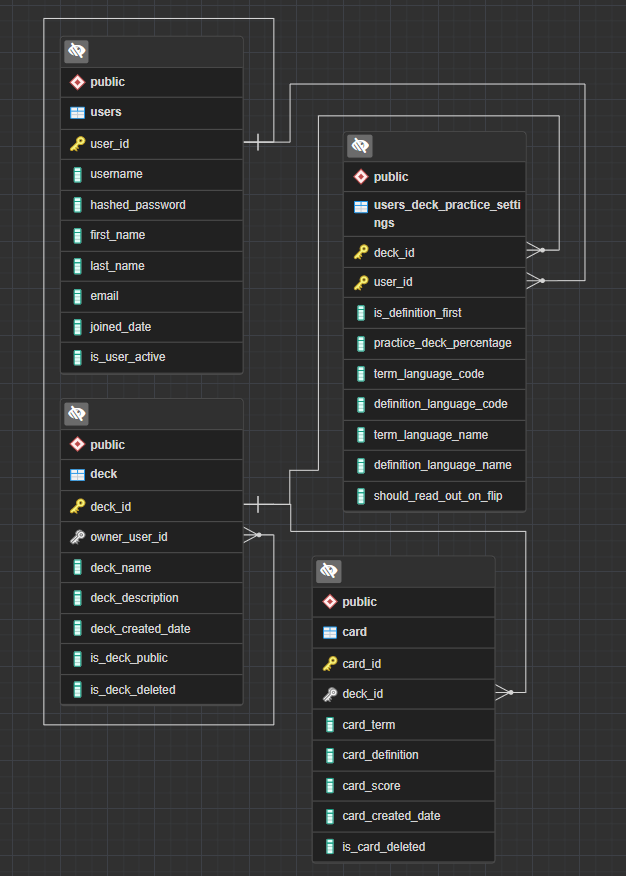 public
users
user_id
username
hashed_password
first_name
last_name
email
joined_date
is_user_active
public
deck
deck_id
owner_user_id
deck_name
deck_description
deck_created_date
is_deck_public
is_deck_deleted
public
users_deck_practice_setti
ngs
deck_id
user_id
is_definition_first
practice_deck_percentage
term_language_code
definition_language_code
term_language_name
definition_language_name
should_read_out_on_flip
public
card
card_id
deck_id
card_term
card_definition
card_score
card_created_date
is_card_deleted